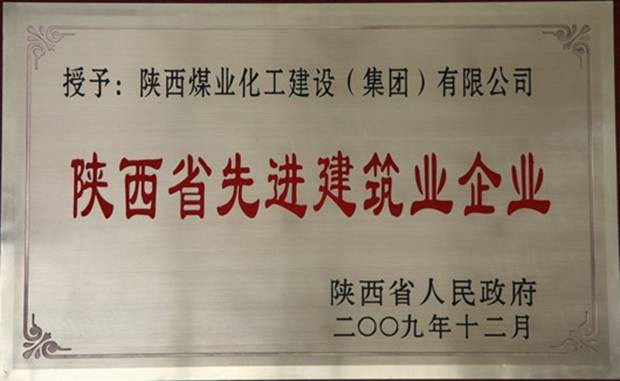 授予：陕西煤业化工建设（集团）有限公司
陕西省先进建筑业企业
陕西省人民政府
二〇〇九年十二月